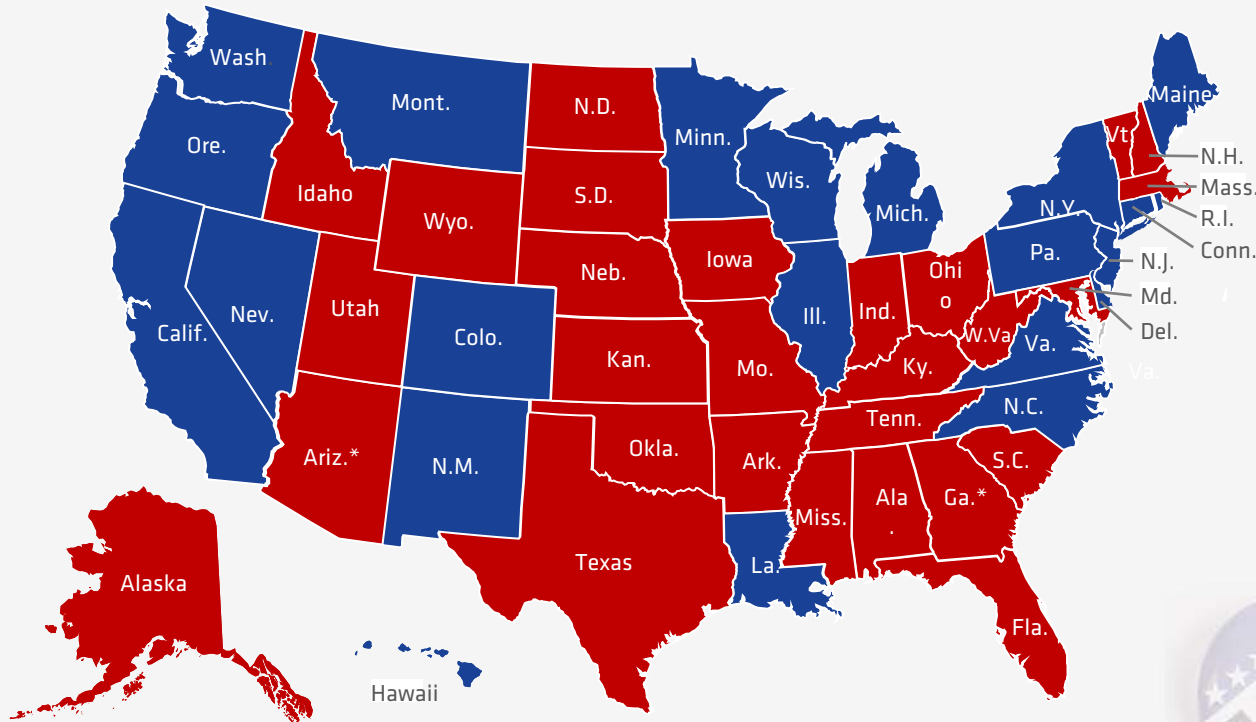 Wash.
Mont.
N.D.
Minn.
Maine
Ore.
Idaho
Wyo.
S.D.
Wis.
Mich.
Vt.
N.H.
Mass.
N.Y.
R.I.
Conn.
Calif.
Nev.
Utah
Colo.
Neb.
Iowa
Ill.
Ind.
Ohi
o
Pa.
N.J.
Md.
Del.
W.Va
Va.
Va.
Kan.
Mo.
Ky.
N.C.
Tenn.
Ariz.*
N.M.
Okla.
Ark.
S.C.
Miss.
Ala
.
Ga.*
Texas
La.
Fla.
Alaska
Hawaii